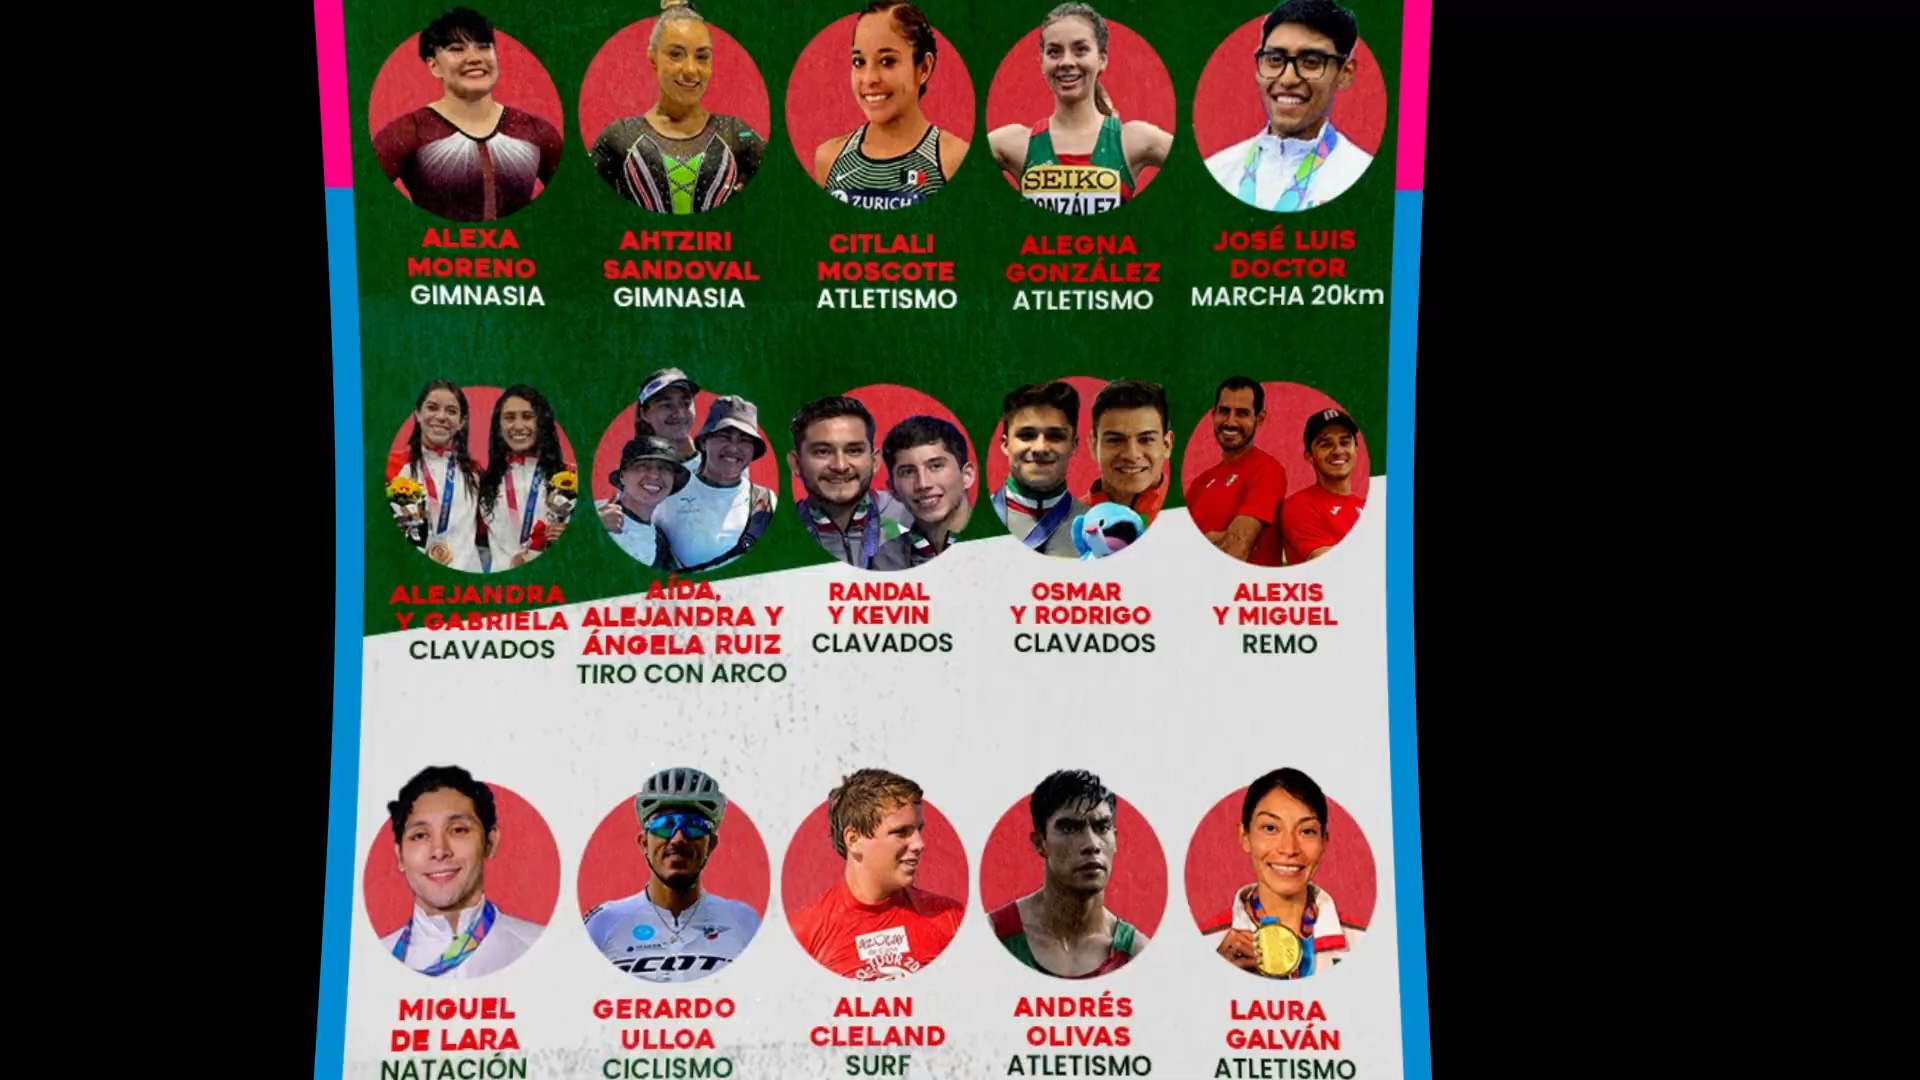 SEIKO
ZURICH
GONZÁLEZ
ALEXA
MORENO
GIMNASIA
AHTZIRI
SANDOVAL
GIMNASIA
CITLALI
MOSCOTE
ATLETISMO
ALEGNA
GONZÁLEZ
ATLETISMO
JOSÉ LUIS
DOCTOR
MARCHA 20km
ALEJANDRA
Y GABRIELA
CLAVADOS
AÍDA,
ALEJANDRA Y
ÁNGELA RUIZ
TIRO CON ARCO
RANDAL
Y KEVIN
CLAVADOS
OSMAR
Y RODRIGO
CLAVADOS
ALEXIS
Y MIGUEL
REMO
SCOTT
MIGUEL
DE LARA
NATACIÓN
GERARDO
ULLOA
CICLISMO
ALAN
CLELAND
SURF
ANDRÉS
OLIVAS
ATLETISMO
LAURA
GALVÁN
ATLETISMO